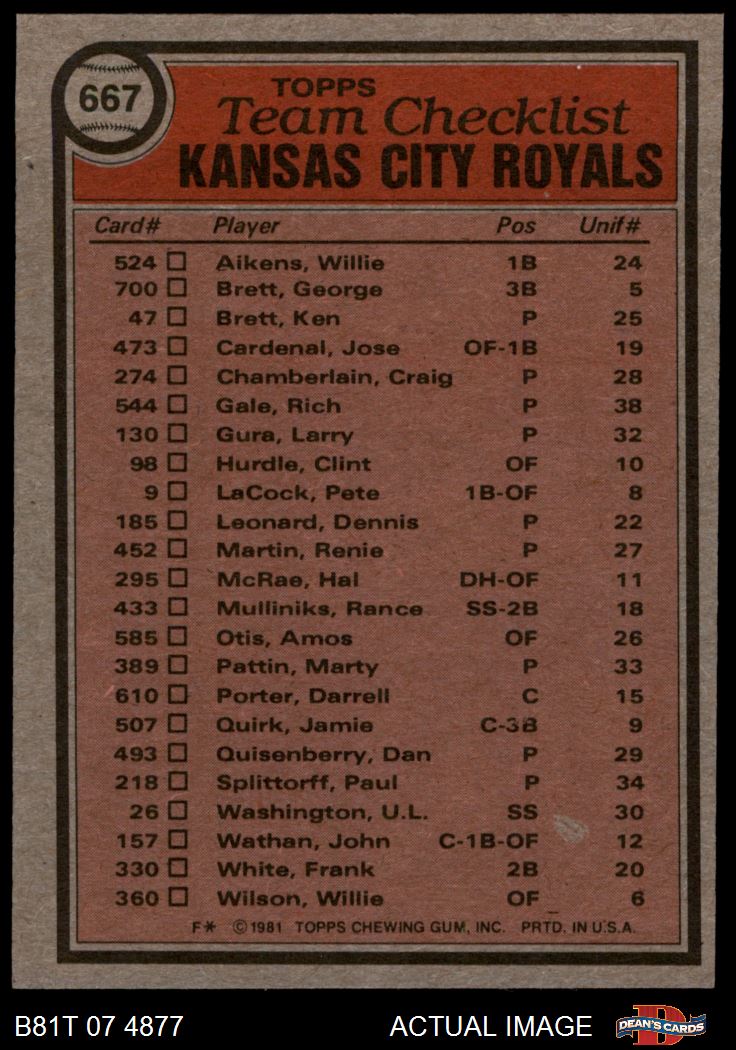 667
TOPPS
Team Checklist
KANSAS CITY ROYALS
Card# Player Pos Unif#
524 Aikens, Willie 1B 24
700 Brett, George 3B 5
47 Brett, Ken P 25
473 Cardenal, Jose OF-1B 19
274 Chamberlain, Craig P 28
544 Gale, Rich P 38
130 Gura, Larry P 32
98 Hurdle, Clint OF 10
9 LaCock, Pete 1B-OF 8
185 Leonard, Dennis P 22
452 Martin, Renie P 27
295 McRae, Hal DH-OF 11
433 Mulliniks, Rance SS-2B 18
585 Otis, Amos OF 26
389 Pattin, Marty P 33
610 Porter, Darrell C 15
507 Quirk, Jamie C-3B 9
493 Quisenberry, Dan P 29
218 Splittorff, Paul P 34
26 Washington, U.L. SS 30
157 Wathan, John C-1B-OF 12
330 White, Frank 2B 20
360 Wilson, Willie OF 6
F* © 1981 TOPPS CHEWING GUM, INC. PRTD. IN U.S.A.
B81T 07 4877 ACTUAL IMAGE
D
DEAN'S CARDS